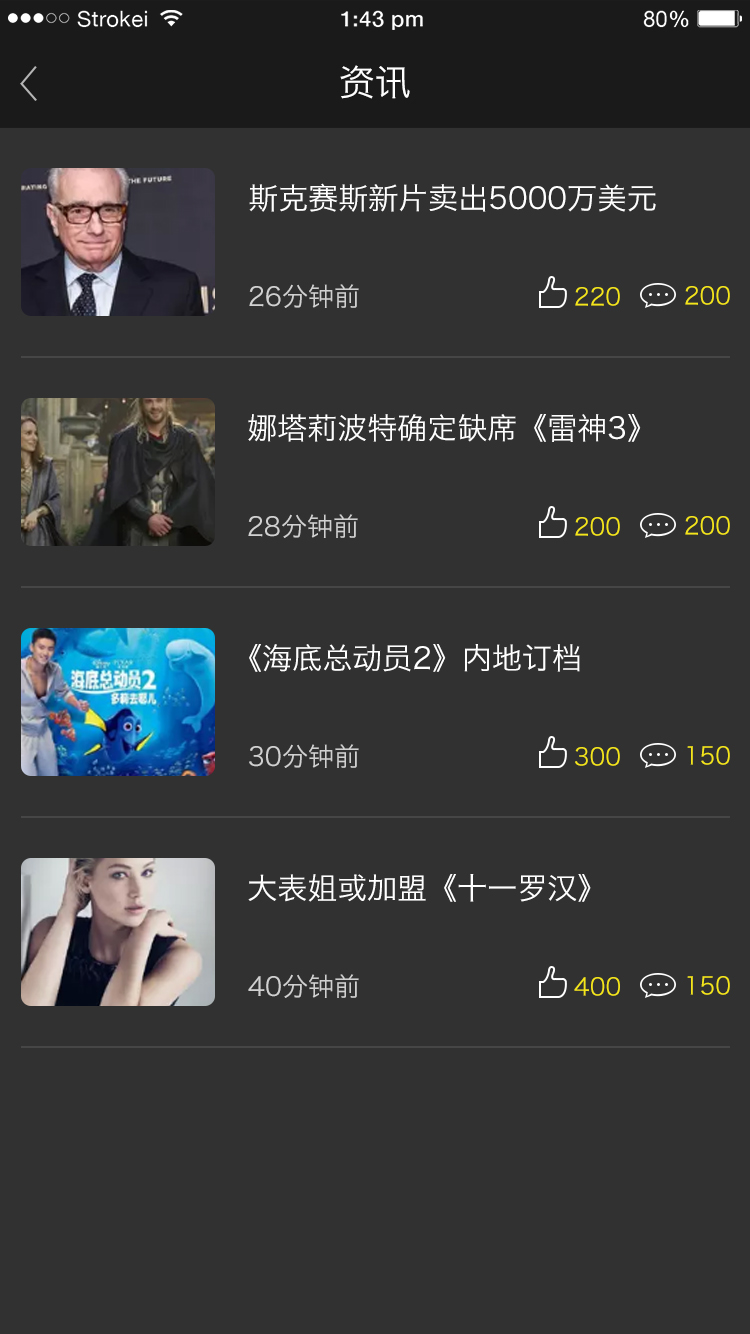 Strokei
1:43 pm
80%
资讯
RATING
THE FUTURE
斯克赛斯新片卖出5000万美元
26分钟前
220
200
娜塔莉波特确定缺席《雷神3》
28分钟前
200
200
海底总动员2
多莉去哪儿
《海底总动员2》内地订档
30分钟前
300
150
大表姐或加盟《十一罗汉》
40分钟前
400
150